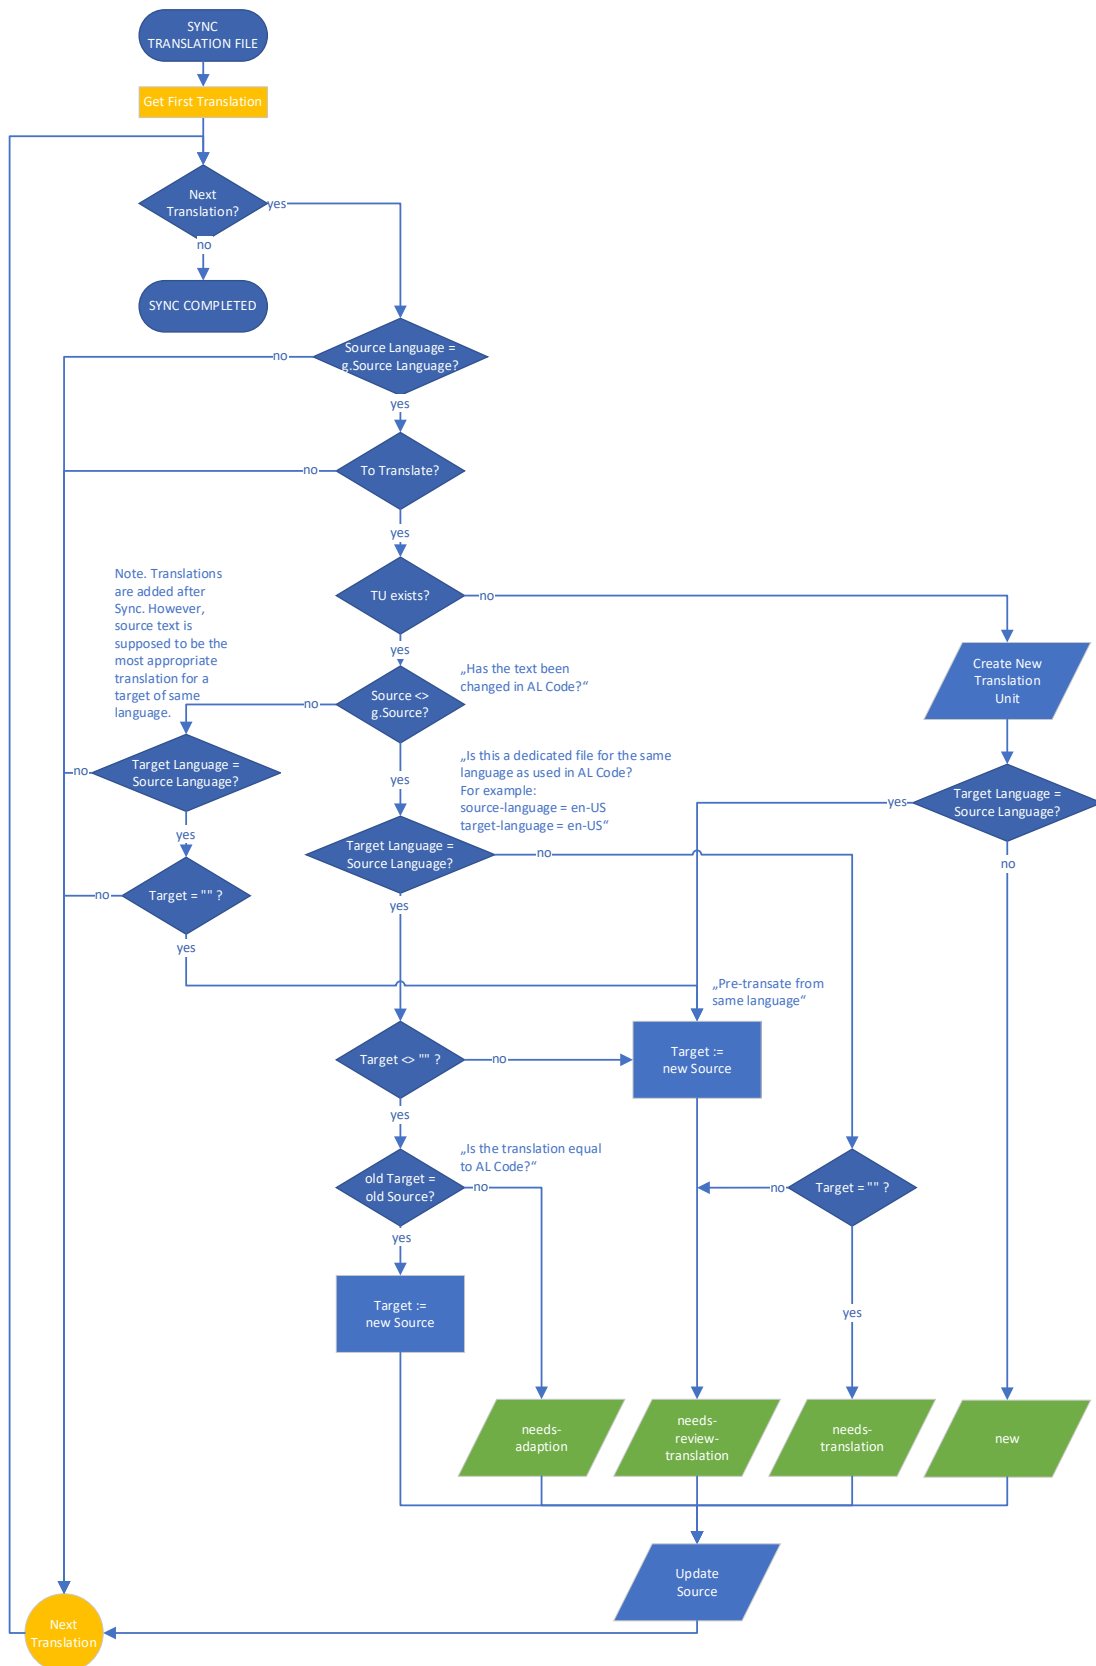 SYNC
TRANSLATION FILE
Get First Translation
Next
Translation?
yes
no
SYNC COMPLETED
Source Language =
g.Source Language?
no
yes
To Translate?
no
yes
Note. Translations
are added after
Sync. However,
source text is
supposed to be the
most appropriate
translation for a
target of same
language.
TU exists?
no
yes
Create New
Translation
Unit
„Has the text been
changed in AL Code?“
Source <>
g.Source?
no
yes
Target Language =
Source Language?
no
yes
„Is this a dedicated file for the same
language as used in AL Code?
For example:
source-language = en-US
target-language = en-US“
Target Language =
Source Language?
no
yes
Target Language =
Source Language?
yes
no
Target = "" ?
no
yes
„Pre-transate from
same language“
Target <> "" ?
no
yes
Target :=
new Source
„Is the translation equal
to AL Code?“
old Target =
old Source?
no
yes
Target = "" ?
no
yes
Target :=
new Source
needs-
adaption
needs-
review-
translation
needs-
translation
new
Update
Source
Next
Translation